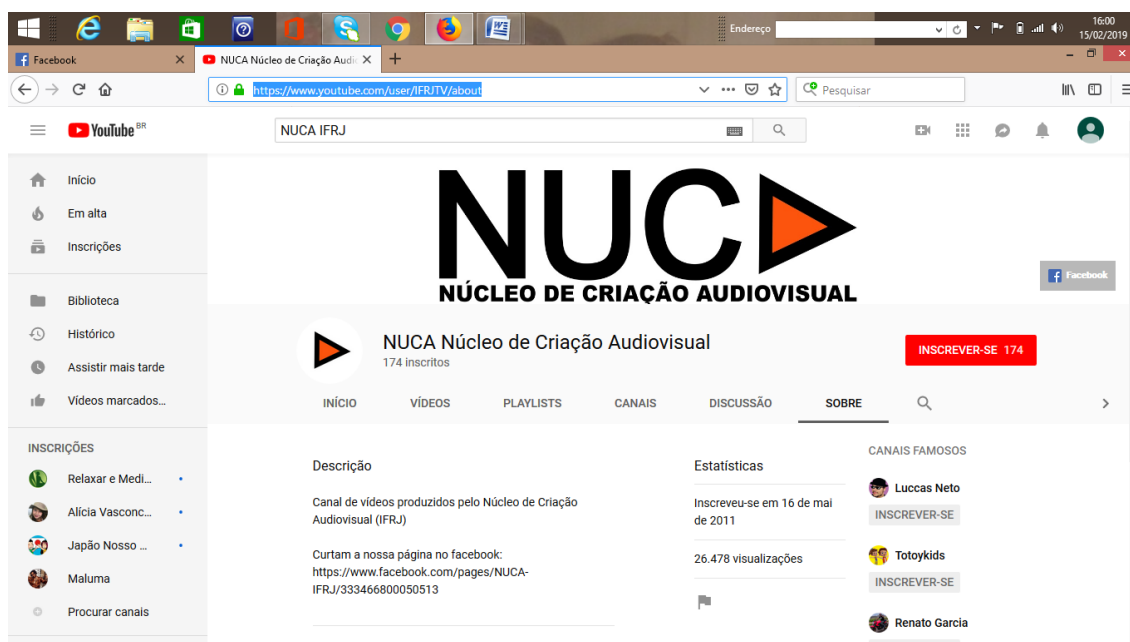 Endereço
16:00
15/02/2019
Facebook
NUCA Núcleo de Criação Audio
https://www.youtube.com/user/IFRJTV/about
Pesquisar
YouTube BR
NUCA IFRJ
Início
Em alta
Inscrições
Biblioteca
Histórico
Assistir mais tarde
Vídeos marcados...
INSCRIÇÕES
Relaxar e Medi...
Alícia Vasconc...
Japão Nosso ...
Maluma
Procurar canais
NUCA
NÚCLEO DE CRIAÇÃO AUDIOVISUAL
Facebook
NUCA Núcleo de Criação Audiovisual
174 inscritos
INSCREVER-SE 174
INÍCIO VÍDEOS PLAYLISTS CANAIS DISCUSSÃO SOBRE
Descrição
Canal de vídeos produzidos pelo Núcleo de Criação
Audiovisual (IFRJ)
Curtam a nossa página no facebook:
https://www.facebook.com/pages/NUCA-
IFRJ/333466800050513
Estatísticas
Inscreveu-se em 16 de mai
de 2011
26.478 visualizações
CANAIS FAMOSOS
Luccas Neto
INSCREVER-SE
Totoykids
INSCREVER-SE
Renato Garcia